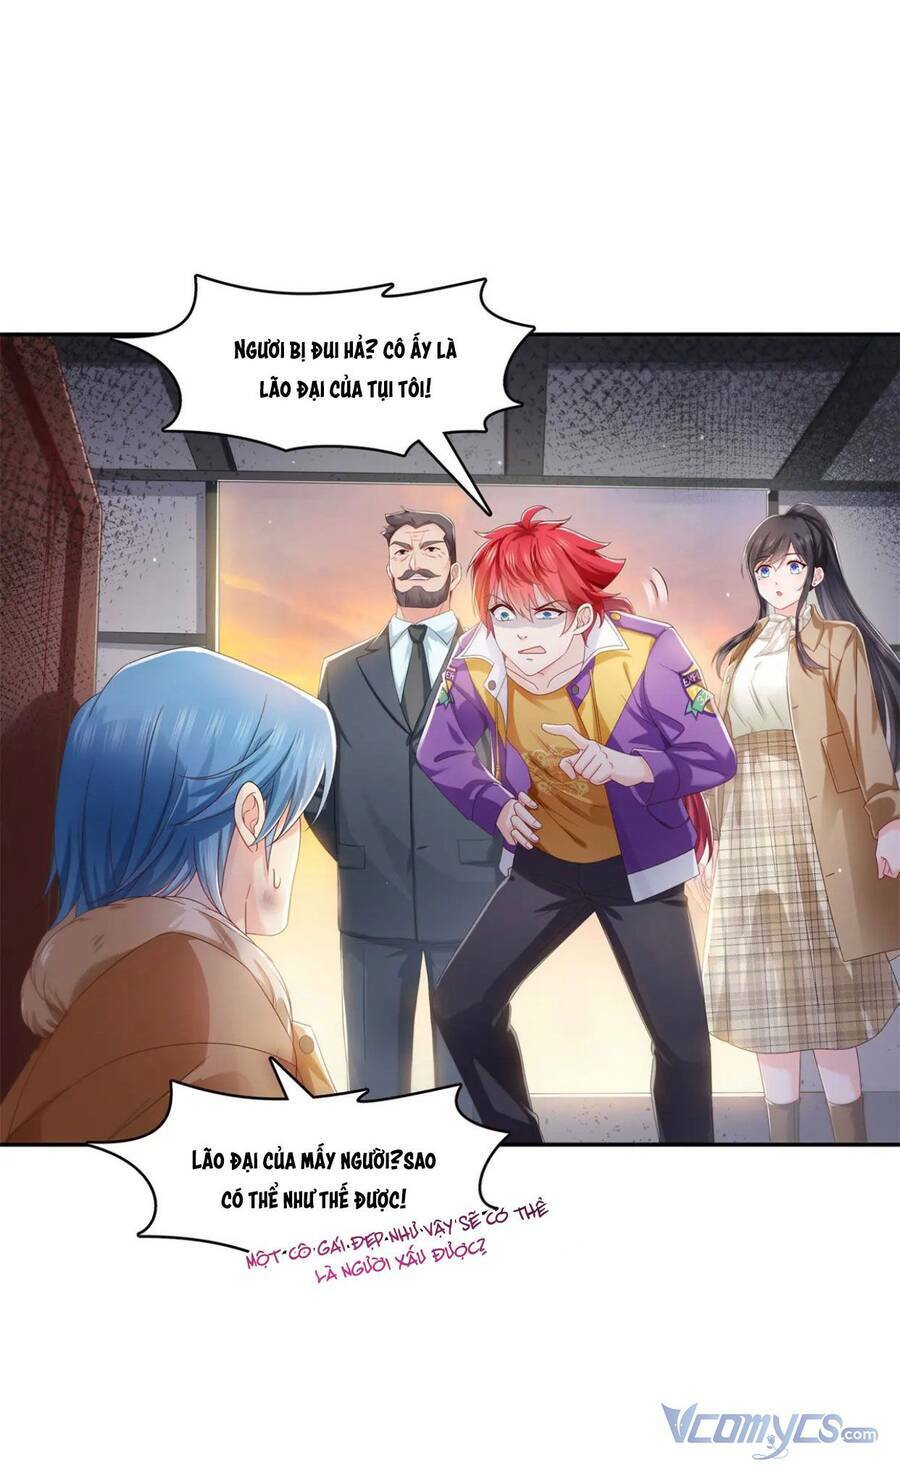 NGƯƠI BỊ ĐUI HẢ? CÔ ẤY LÀ
LÃO ĐẠI CỦA TỤI TÔI!
LÃO ĐẠI CỦA MẤY NGƯỜI?SAO
CÓ THỂ NHƯ THẾ ĐƯỢC!
MỘT CÔ GÁI ĐẸP NHƯ VẬY SẼ CÓ THỂ
LÀ NGƯỜI XẤU ĐƯỢC?
VCOMYCS.com